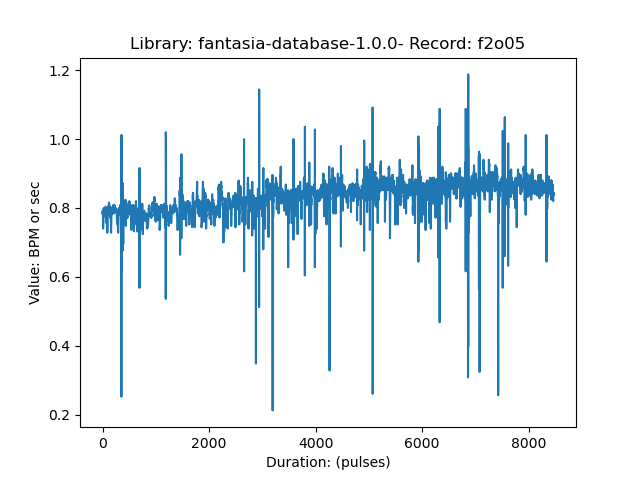 Library: fantasia-database-1.0.0- Record: f2o05
1.2
1.0
0.8
0.6
0.4
0.2
Value: BPM or sec
0 2000 4000 6000 8000
Duration: (pulses)